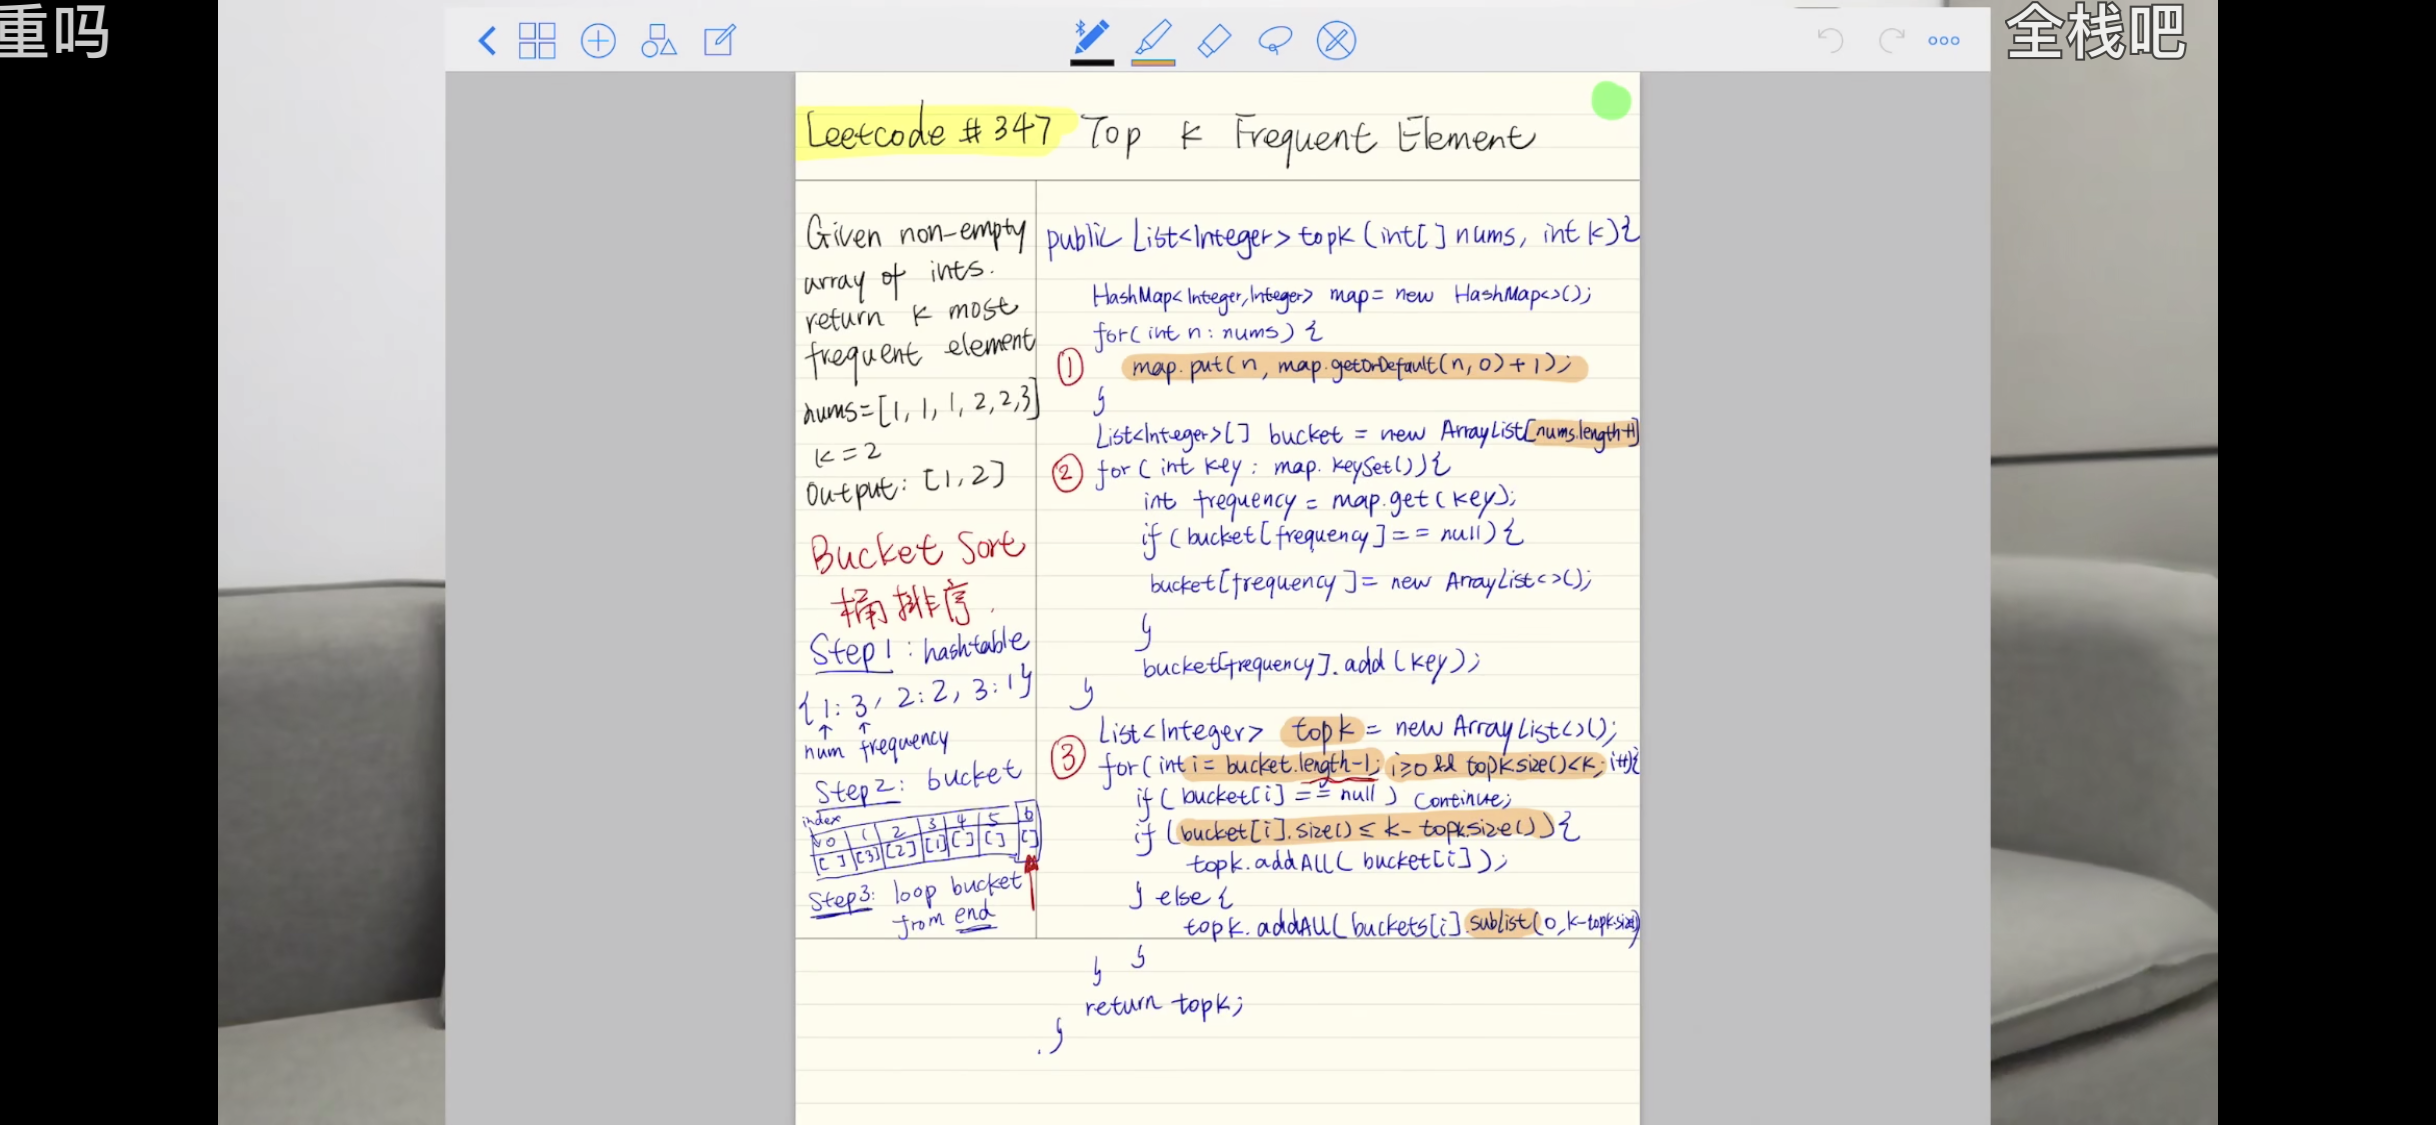 重吗
全栈吧
Leetcode # 347 Top K Frequent Element
Given non-empty
array of ints.
return k most
frequent element
nums=[1, 1, 1, 2, 2,3]
k = 2
Output: [1, 2]
Bucket Sort
桶排序.
Step1: hashtable
{1: 3, 2:2, 3:1}
↑ ↑
num frequency
Step2: bucket
index
0 1 2 3 4 5 6
[ ] [3] [2] [1] [ ] [ ] [ ]
Step3: loop bucket
from end
public List<Integer> topk (int[] nums, int k){
HashMap<Integer,Integer> map= new HashMap<>();
for( int n: nums) {
① map.put(n, map.getOrDefault(n, 0) + 1);
}
List<Integer>[] bucket = new ArrayList[nums.length+1]
② for ( int key: map. keySet()){
int frequency = map.get(key);
if (bucket[frequency]== null){
bucket[frequency]= new ArrayList<>();
}
bucket[frequency].add(key);
}
List<Integer> topk = new ArrayList<>();
③ for(int i= bucket.length-1; i≥0 && topk.size()<k; i++){
if ( bucket[i] == null ) continue;
if (bucket[i].size() ≤ k- topk.size()){
topk.addALL( bucket[i]);
} else {
topk.addALL(buckets[i].sublist(0,k-topk.size)
)
}
}
return topk;
}